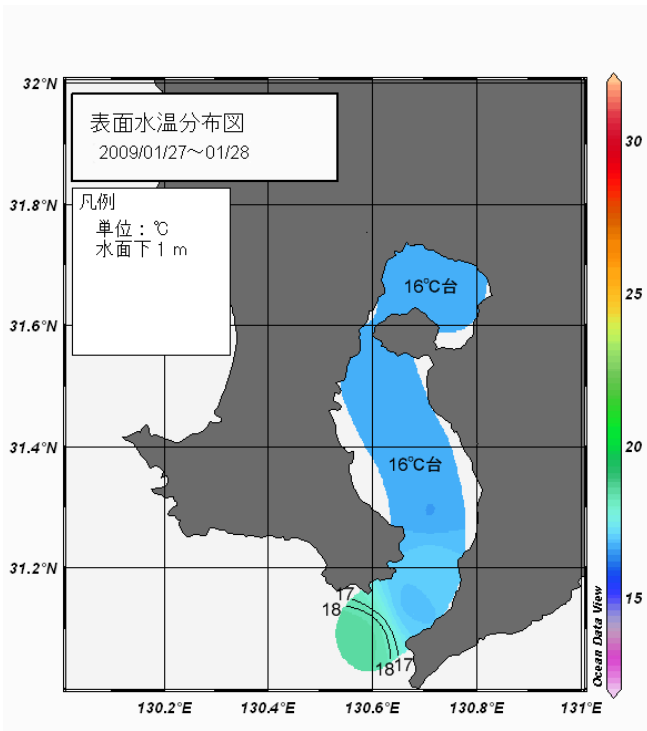 32°N
31.8°N
31.6°N
31.4°N
31.2°N
表面水温分布図
2009/01/27～01/28
凡例
単位：℃
水面下１ｍ
16℃台
16℃台
17
18
18
17
130.2°E
130.4°E
130.6°E
130.8°E
131°E
30
25
20
15
Ocean Data View